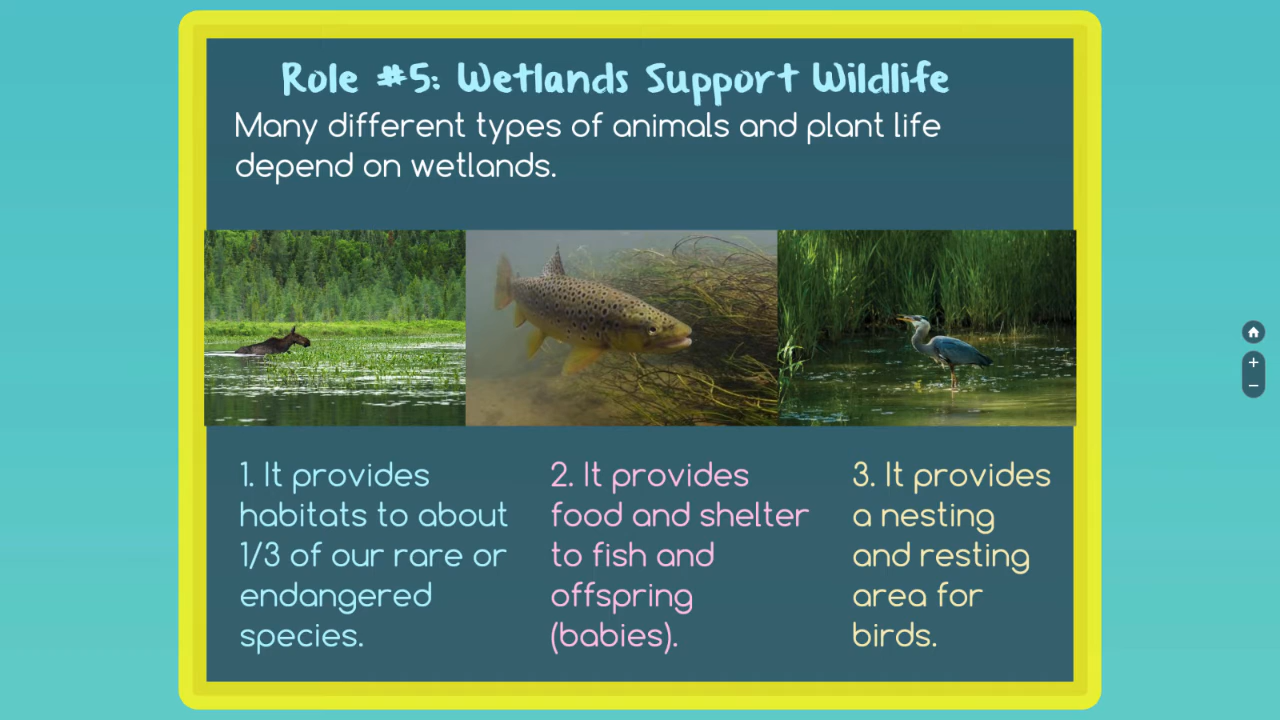 Role #5: Wetlands Support Wildlife
Many different types of animals and plant life
depend on wetlands.
1. It provides
habitats to about
1/3 of our rare or
endangered
species.
2. It provides
food and shelter
to fish and
offspring
(babies).
3. It provides
a nesting
and resting
area for
birds.